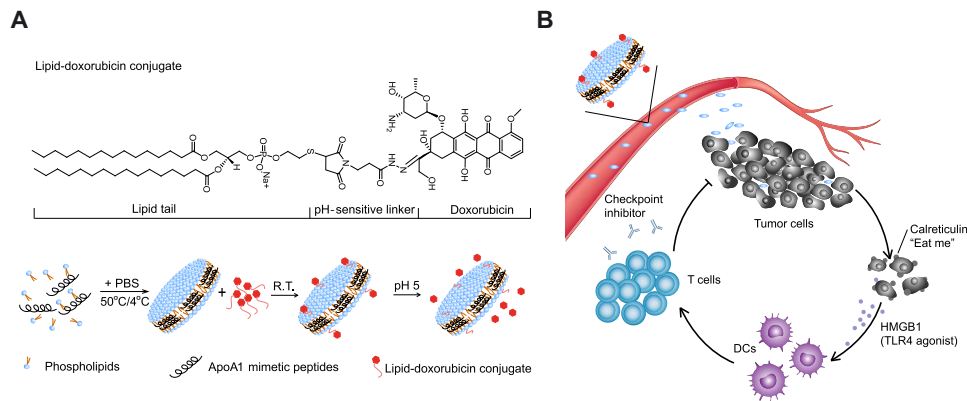 A
Lipid-doxorubicin conjugate
O
O
O
H
O
O
O
P
O
O-
Na+
O
S
O
N
O
O
H
N
N
HO
O
NH2
O
HO
HO
OH
OH
O
O
O
Lipid tail
pH-sensitive linker
Doxorubicin
+ PBS
50°C/4°C
+
R.T.
pH 5
Phospholipids
ApoA1 mimetic peptides
Lipid-doxorubicin conjugate
B
Checkpoint
inhibitor
Tumor cells
T cells
Calreticulin
“Eat me”
HMGB1
(TLR4 agonist)
DCs